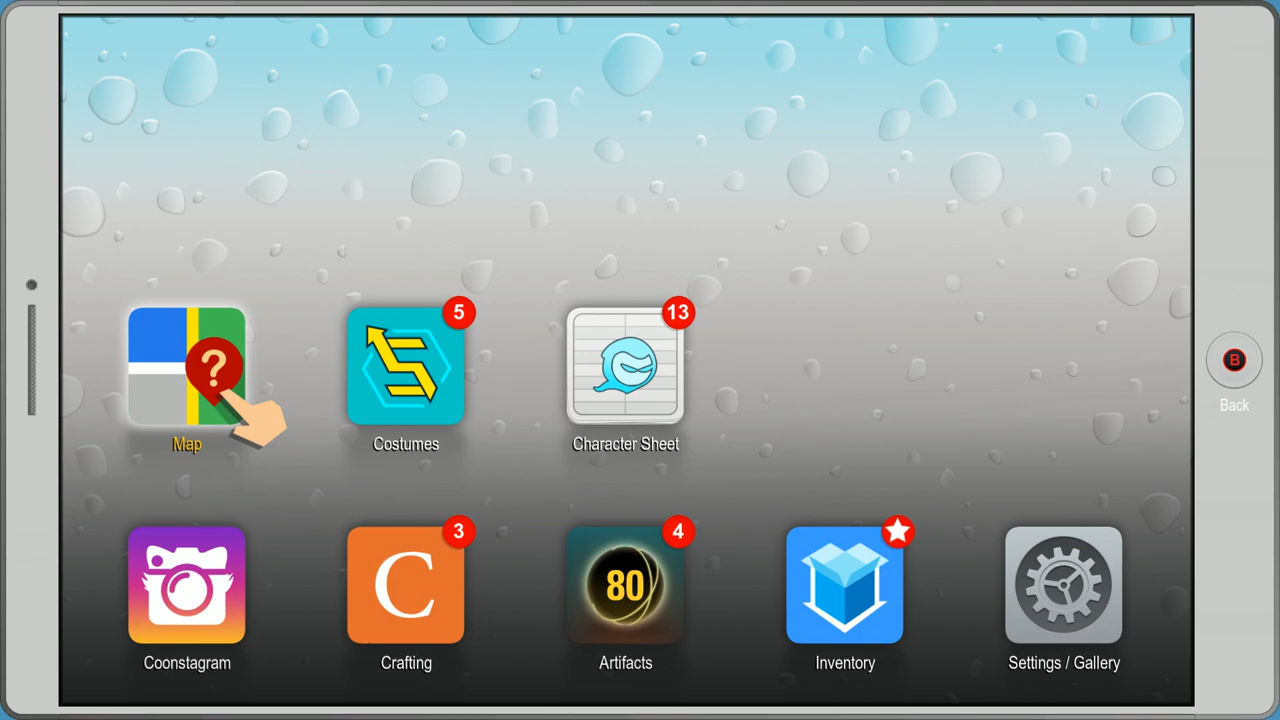 5
13
?
Map
Costumes
Character Sheet
B
Back
3
4
C
80
Coonstagram
Crafting
Artifacts
Inventory
Settings / Gallery